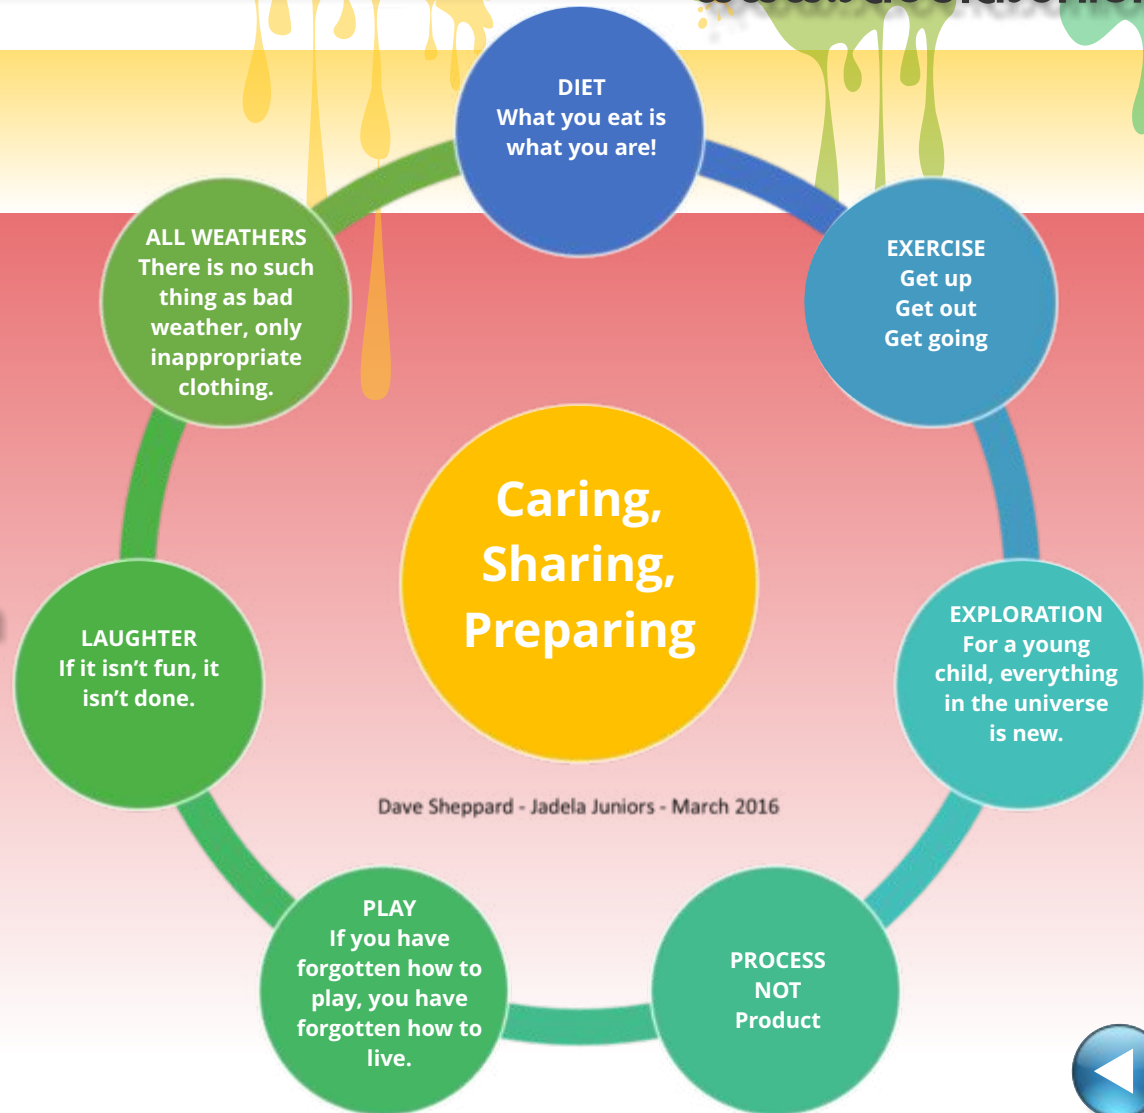 DIET
What you eat is
what you are!
EXERCISE
Get up
Get out
Get going
EXPLORATION
For a young
child, everything
in the universe
is new.
PROCESS
NOT
Product
PLAY
If you have
forgotten how to
play, you have
forgotten how to
live.
LAUGHTER
If it isn’t fun, it
isn’t done.
ALL WEATHERS
There is no such
thing as bad
weather, only
inappropriate
clothing.
Caring,
Sharing,
Preparing
Dave Sheppard - Jadela Juniors - March 2016